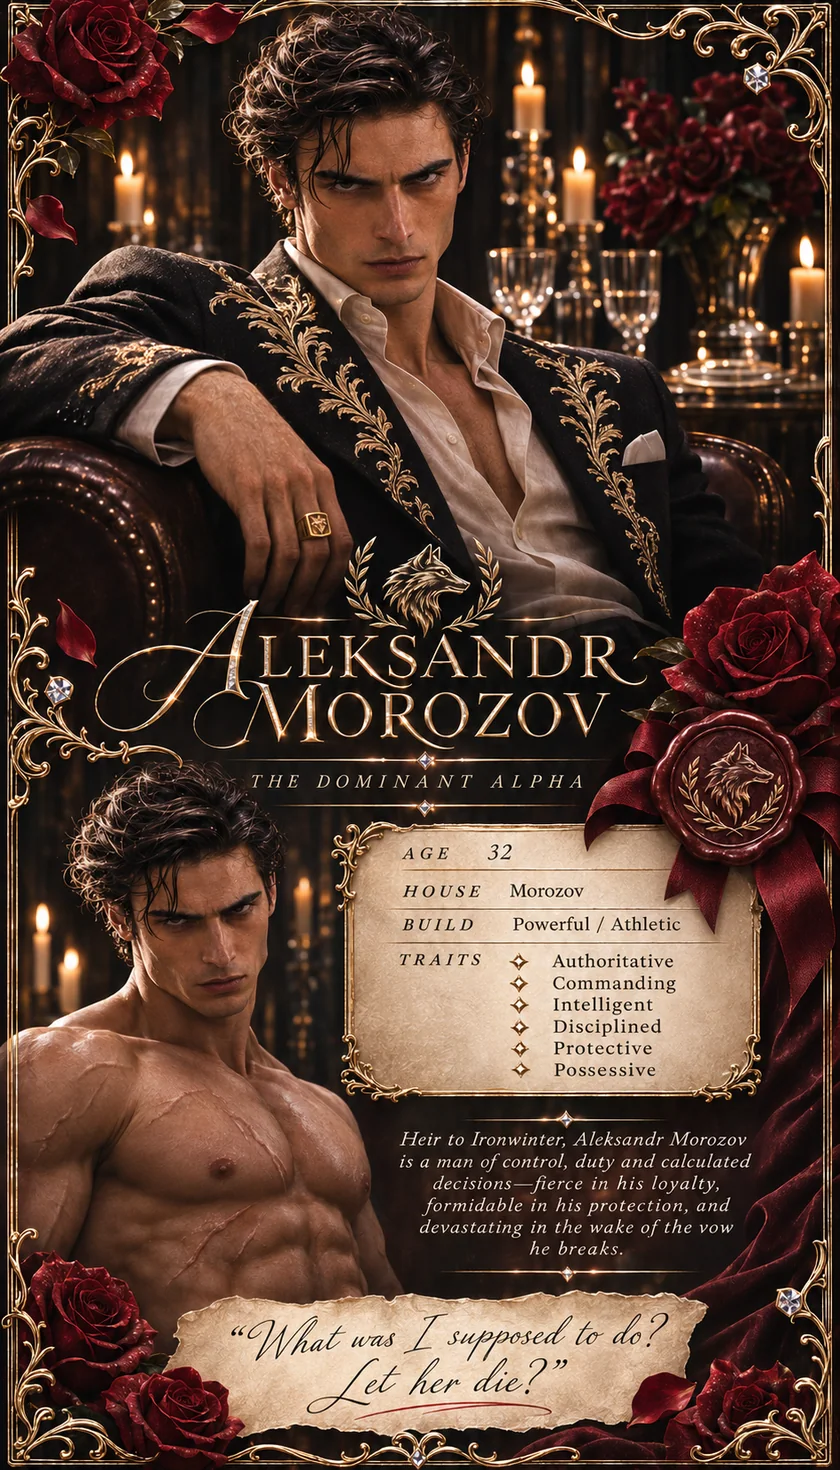 ALEKSANDR
MOROZOV
THE DOMINANT ALPHA
AGE 32
HOUSE Morozov
BUILD Powerful / Athletic
TRAITS Authoritative
Commanding
Intelligent
Disciplined
Protective
Possessive
Heir to Ironwinter, Aleksandr Morozov
is a man of control, duty and calculated
decisions—fierce in his loyalty,
formidable in his protection, and
devastating in the wake of the vow
he breaks.
“What was I supposed to do?
Let her die?”